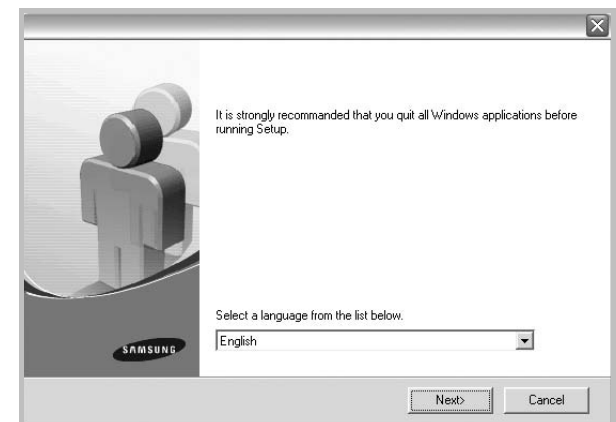 It is strongly recommanded that you quit all Windows applications before
running Setup.
Select a language from the list below.
English
SAMSUNG
Next>
Cancel